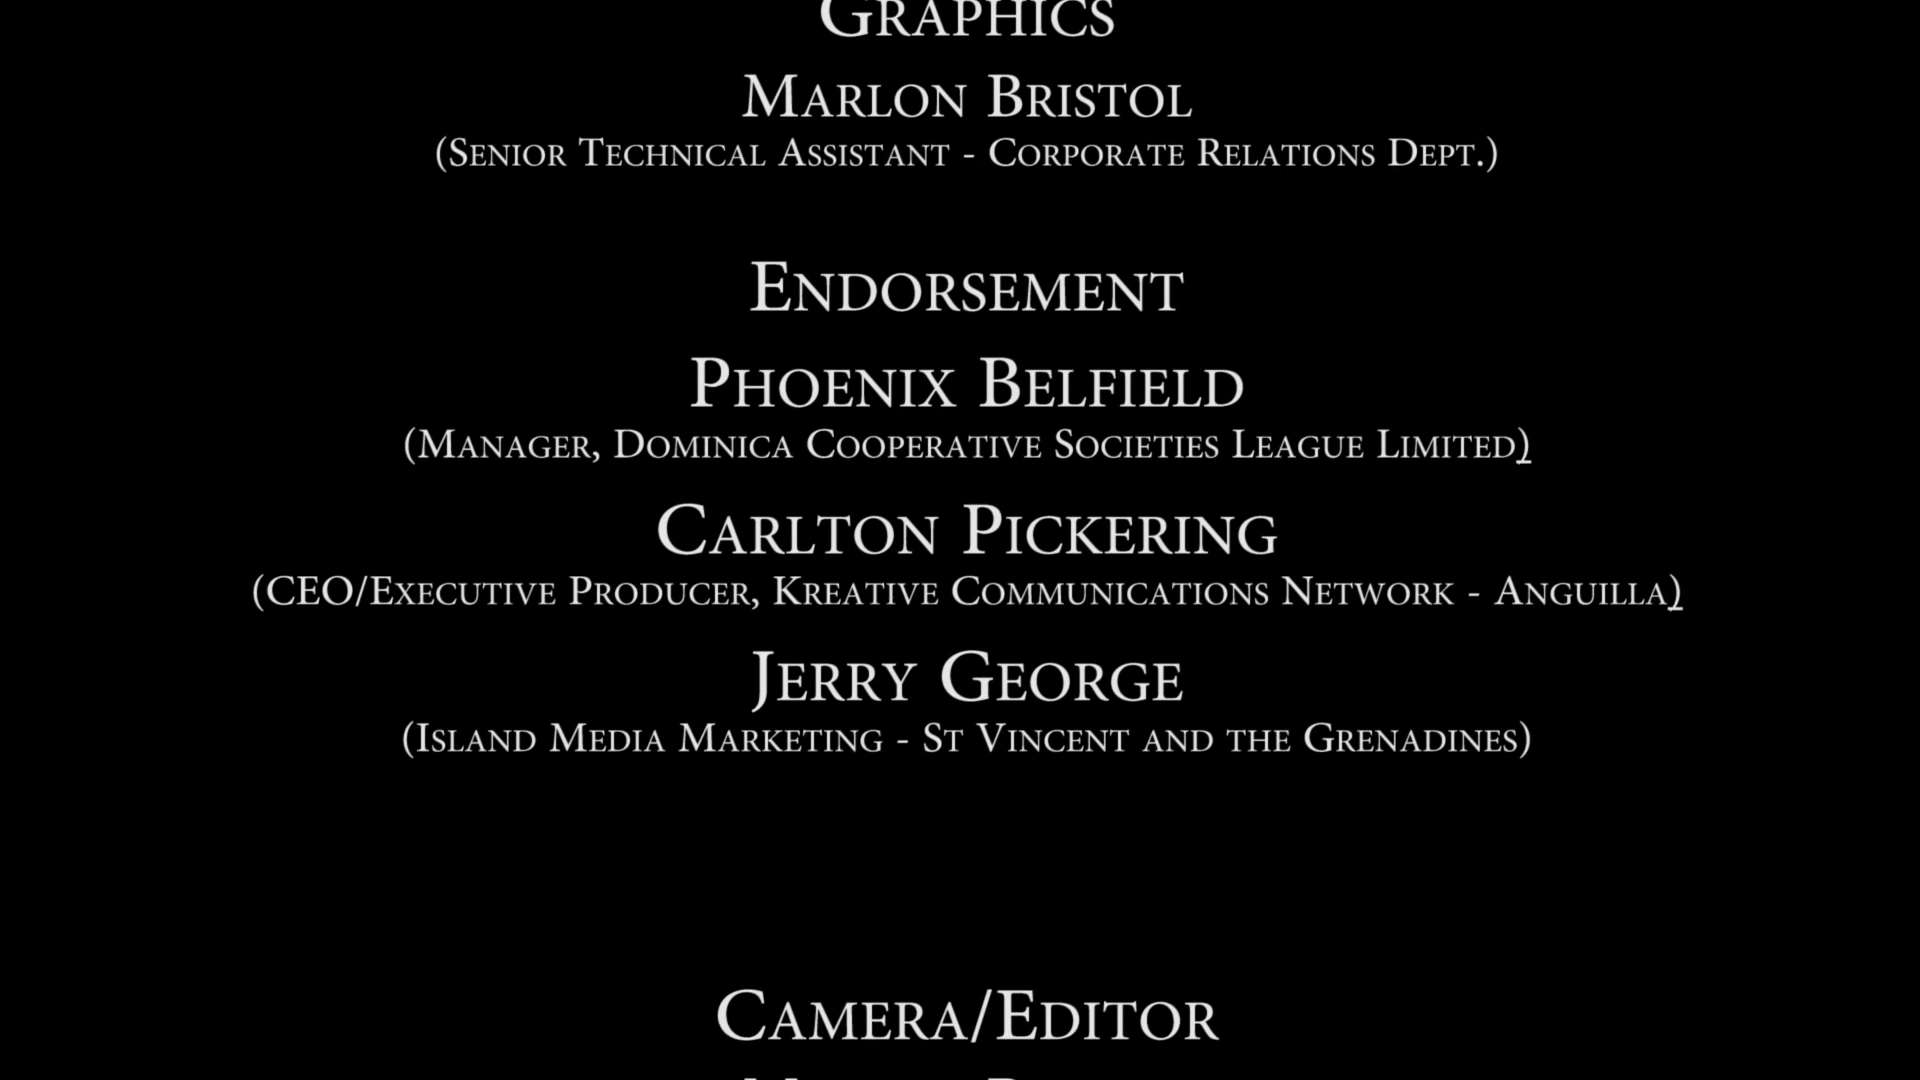 Graphics
Marlon Bristol
(Senior Technical Assistant - Corporate Relations Dept.)
Endorsement
Phoenix Belfield
(Manager, Dominica Cooperative Societies League Limited)
Carlton Pickering
(CEO/Executive Producer, Kreative Communications Network - Anguilla)
Jerry George
(Island Media Marketing - St Vincent and the Grenadines)
Camera/Editor